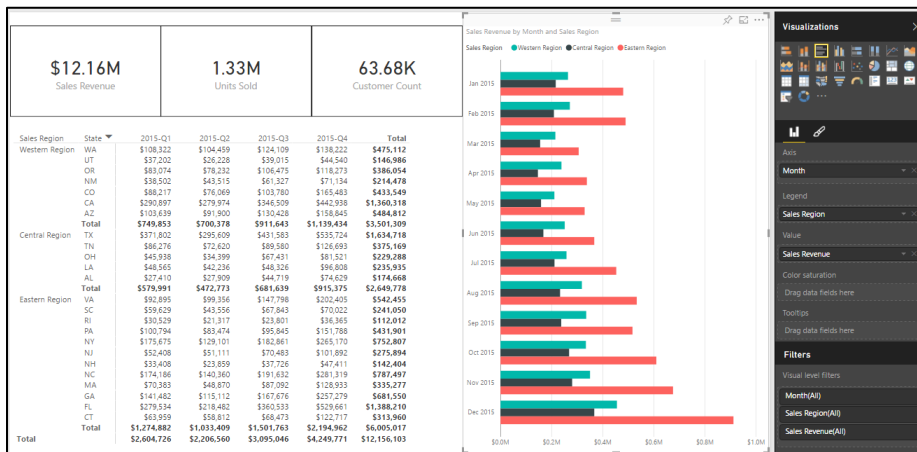 $12.16M
Sales Revenue
1.33M
Units Sold
63.68K
Customer Count
Sales Region State 2015-Q1 2015-Q2 2015-Q3 2015-Q4 Total
Western Region WA $108,322 $104,459 $124,109 $138,222 $475,112
UT $37,202 $26,228 $39,015 $44,540 $146,986
OR $83,074 $78,232 $106,475 $118,273 $386,054
NM $38,502 $43,515 $61,327 $71,134 $214,478
CO $88,217 $76,069 $103,780 $165,483 $433,549
CA $290,897 $279,974 $346,509 $442,938 $1,360,318
AZ $103,639 $91,900 $130,428 $158,845 $484,812
Total $749,853 $700,378 $911,643 $1,139,434 $3,501,309
Central Region TX $371,802 $295,609 $431,583 $535,724 $1,634,718
TN $86,276 $72,620 $89,580 $126,693 $375,169
OH $45,938 $34,399 $67,431 $81,521 $229,288
LA $48,565 $42,236 $48,326 $96,808 $235,935
AL $27,410 $27,909 $44,719 $74,629 $174,668
Total $579,991 $472,773 $681,639 $915,375 $2,649,778
Eastern Region VA $92,895 $99,356 $147,798 $202,405 $542,455
SC $59,629 $43,556 $67,843 $70,022 $241,050
RI $30,529 $21,317 $23,801 $36,365 $112,012
PA $100,794 $83,474 $95,845 $151,788 $431,901
NY $175,675 $129,101 $182,861 $265,170 $752,807
NJ $52,408 $51,111 $70,483 $101,892 $275,894
NH $33,408 $23,859 $37,726 $47,411 $142,404
NC $174,186 $140,360 $191,632 $281,319 $787,497
MA $70,383 $48,870 $87,092 $128,933 $335,277
GA $141,482 $115,112 $167,676 $257,279 $681,550
FL $279,534 $218,482 $360,533 $529,661 $1,388,210
CT $63,959 $58,812 $68,473 $122,717 $313,960
Total $1,274,882 $1,033,409 $1,501,763 $2,194,962 $6,005,017
Total $2,604,726 $2,206,560 $3,095,046 $4,249,771 $12,156,103
Sales Revenue by Month and Sales Region
Sales Region Western Region Central Region Eastern Region
Jan 2015
Feb 2015
Mar 2015
Apr 2015
May 2015
Jun 2015
Jul 2015
Aug 2015
Sep 2015
Oct 2015
Nov 2015
Dec 2015
$0.0M $0.2M $0.4M $0.6M $0.8M $1.0M
Visualizations
Axis
Month
Legend
Sales Region
Value
Sales Revenue
Color saturation
Drag data fields here
Tooltips
Drag data fields here
Filters
Visual level filters
Month(All)
Sales Region(All)
Sales Revenue(All)